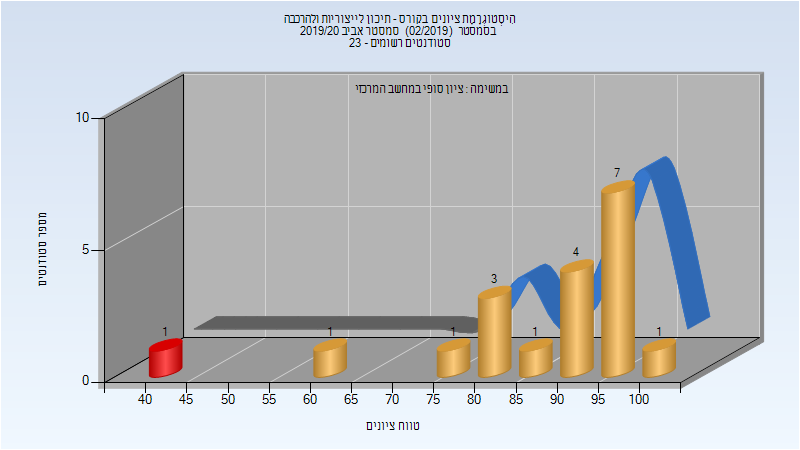 היסטוגרמת ציונים בקורס - תיכון לייצוריות ולהרכבה
בסמסטר (02/2019) סמסטר אביב 2019/20
סטודנטים רשומים - 23
במשימה : ציון סופי במחשב המרכזי
10
5
0
מספר סטודנטים
1
1
1
3
1
4
7
1
40 45 50 55 60 65 70 75 80 85 90 95 100
טווח ציונים